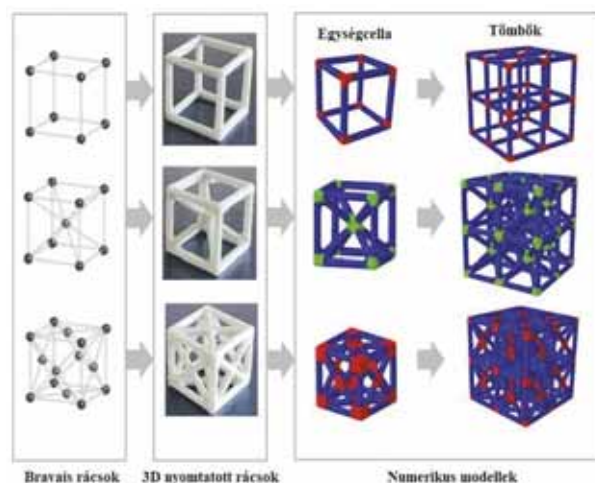 Egységcella
Tömbök
Bravais rácsok
3D nyomtatott rácsok
Numerikus modellek